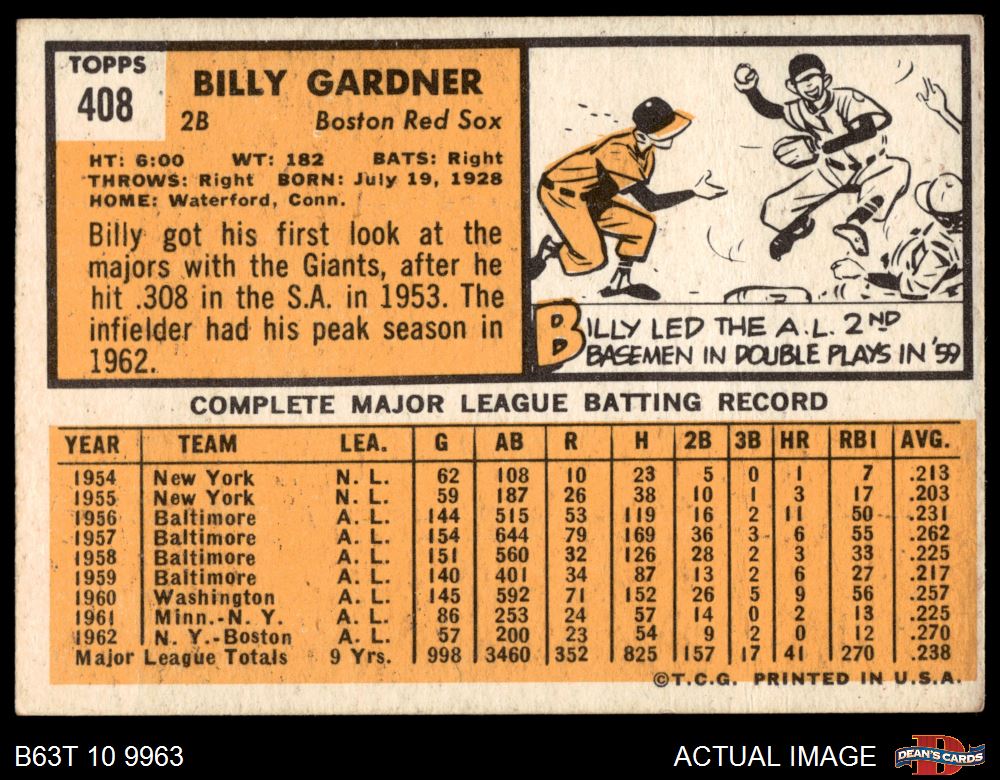 TOPPS
408
BILLY GARDNER
2B Boston Red Sox
HT: 6:00 WT: 182 BATS: Right
THROWS: Right BORN: July 19, 1928
HOME: Waterford, Conn.
Billy got his first look at the
majors with the Giants, after he
hit .308 in the S.A. in 1953. The
infielder had his peak season in
1962.
BILLY LED THE A.L. 2ND
BASEMEN IN DOUBLE PLAYS IN '59
COMPLETE MAJOR LEAGUE BATTING RECORD
YEAR TEAM LEA. G AB R H 2B 3B HR RBI AVG.
1954 New York N. L. 62 108 10 23 5 0 1 7 .213
1955 New York N. L. 59 187 26 38 10 1 3 17 .203
1956 Baltimore A. L. 144 515 53 119 16 2 11 50 .231
1957 Baltimore A. L. 154 644 79 169 36 3 6 55 .262
1958 Baltimore A. L. 151 560 32 126 28 2 3 33 .225
1959 Baltimore A. L. 140 401 34 87 13 2 6 27 .217
1960 Washington A. L. 145 592 71 152 26 5 9 56 .257
1961 Minn.-N. Y. A. L. 86 253 24 57 14 0 2 13 .225
1962 N. Y.-Boston A. L. 57 200 23 54 9 2 0 12 .270
Major League Totals 9 Yrs. 998 3460 352 825 157 17 41 270 .238
©T.C.G. PRINTED IN U.S.A.
B63T 10 9963 ACTUAL IMAGE
DEAN'S CARDS